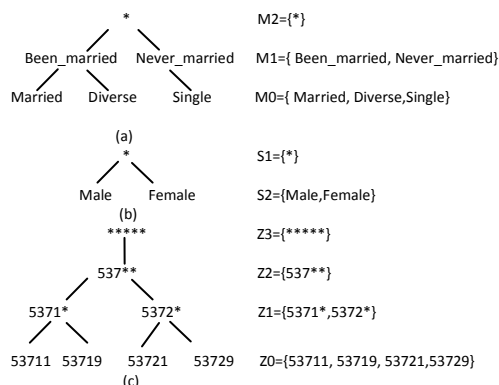 * M2={*}
Been_married Never_married M1={ Been_married, Never_married}
Married Diverse Single M0={ Married, Diverse,Single}
(a)
* S1={*}
Male Female S2={Male,Female}
(b)
***** Z3={*****}
537** Z2={537**}
5371* 5372* Z1={5371*,5372*}
53711 53719 53721 53729 Z0={53711, 53719, 53721,53729}
(c)